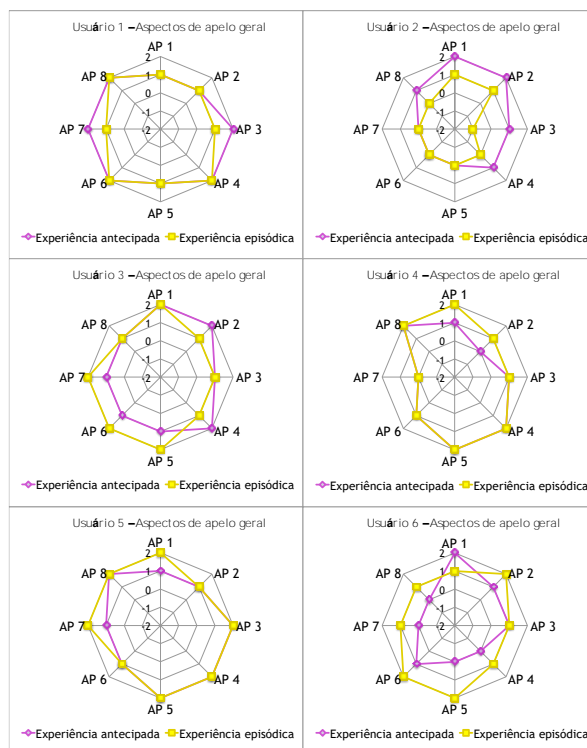 Usuário 1 –Aspectos de apelo geral
AP 1
AP 2
AP 3
AP 4
AP 5
AP 6
AP 7
AP 8
2
1
0
-1
-2
Experiência antecipada
Experiência episódica
Usuário 2 –Aspectos de apelo geral
AP 1
AP 2
AP 3
AP 4
AP 5
AP 6
AP 7
AP 8
2
1
0
-1
-2
Experiência antecipada
Experiência episódica
Usuário 3 –Aspectos de apelo geral
AP 1
AP 2
AP 3
AP 4
AP 5
AP 6
AP 7
AP 8
2
1
0
-1
-2
Experiência antecipada
Experiência episódica
Usuário 4 –Aspectos de apelo geral
AP 1
AP 2
AP 3
AP 4
AP 5
AP 6
AP 7
AP 8
2
1
0
-1
-2
Experiência antecipada
Experiência episódica
Usuário 5 –Aspectos de apelo geral
AP 1
AP 2
AP 3
AP 4
AP 5
AP 6
AP 7
AP 8
2
1
0
-1
-2
Experiência antecipada
Experiência episódica
Usuário 6 –Aspectos de apelo geral
AP 1
AP 2
AP 3
AP 4
AP 5
AP 6
AP 7
AP 8
2
1
0
-1
-2
Experiência antecipada
Experiência episódica